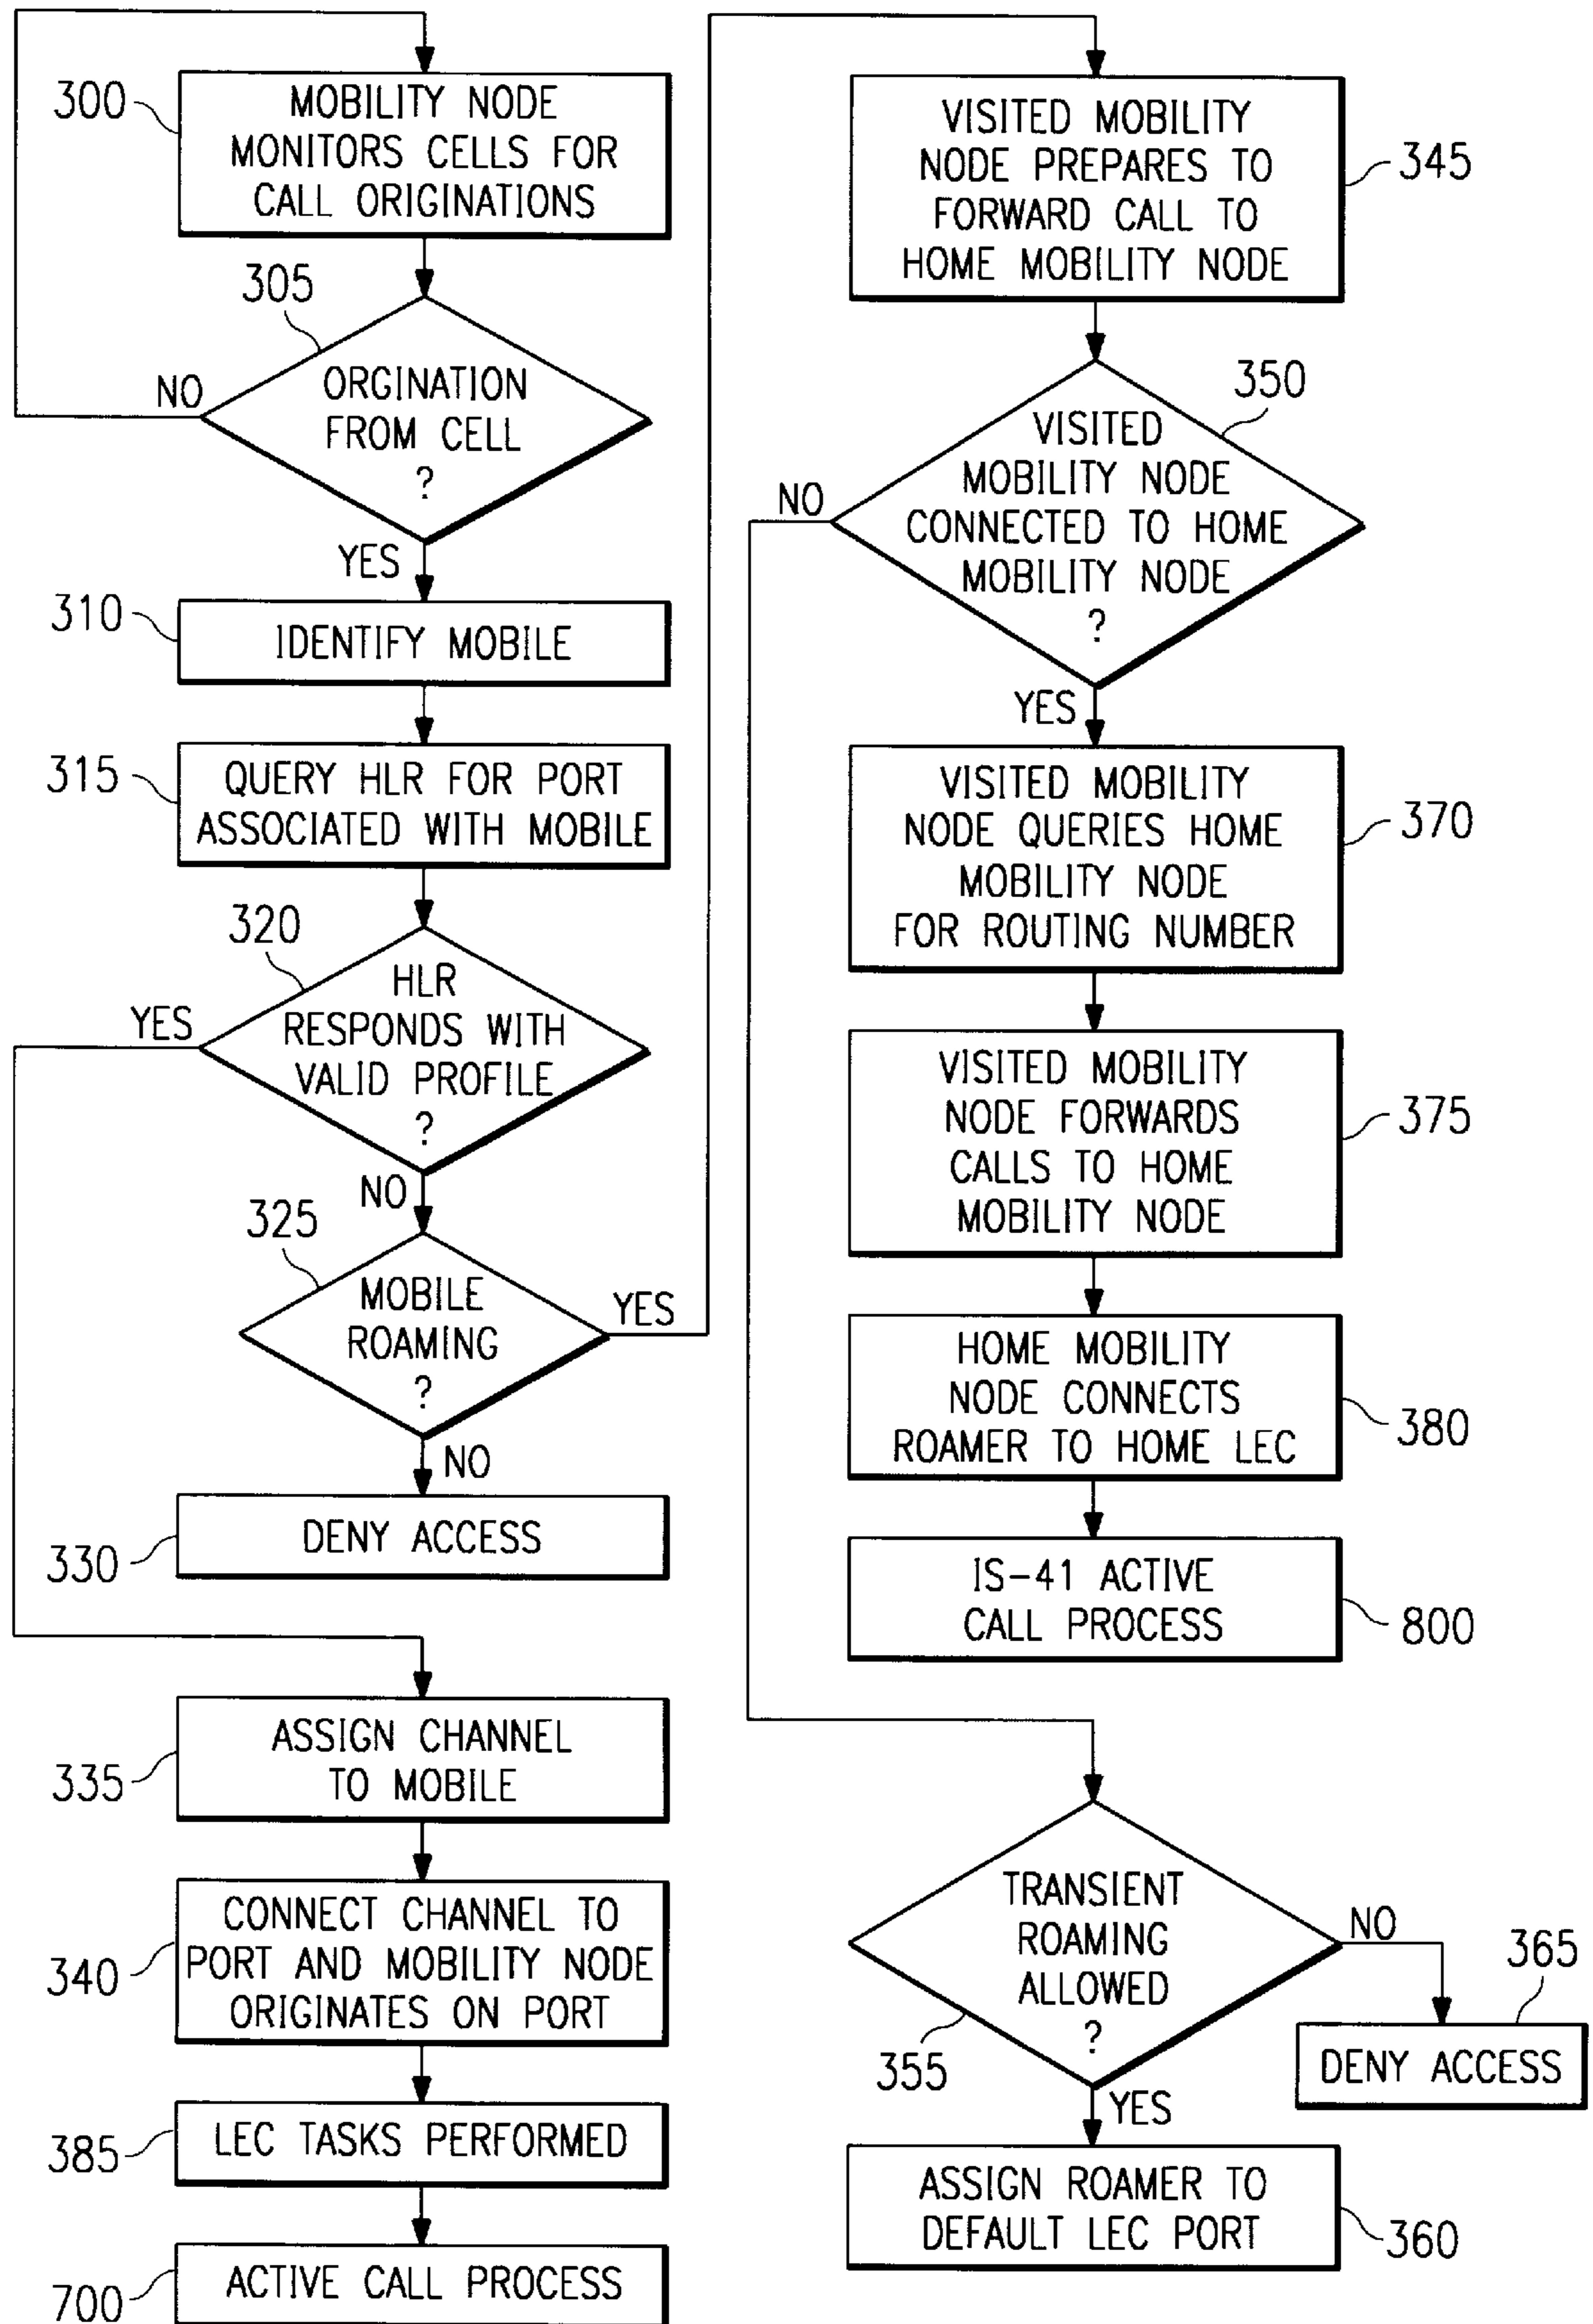 300
MOBILITY NODE
MONITORS CELLS FOR
CALL ORIGINATIONS
305
ORGINATION
FROM CELL
?
NO
YES
310
IDENTIFY MOBILE
315
QUERY HLR FOR PORT
ASSOCIATED WITH MOBILE
320
HLR
RESPONDS WITH
VALID PROFILE
?
YES
NO
325
MOBILE
ROAMING
?
YES
NO
330
DENY ACCESS
335
ASSIGN CHANNEL
TO MOBILE
340
CONNECT CHANNEL TO
PORT AND MOBILITY NODE
ORIGINATES ON PORT
385
LEC TASKS PERFORMED
700
ACTIVE CALL PROCESS
VISITED MOBILITY
NODE PREPARES TO
FORWARD CALL TO
HOME MOBILITY NODE
345
350
VISITED
MOBILITY NODE
CONNECTED TO HOME
MOBILITY NODE
?
NO
YES
VISITED MOBILITY
NODE QUERIES HOME
MOBILITY NODE
FOR ROUTING NUMBER
370
VISITED MOBILITY
NODE FORWARDS
CALLS TO HOME
MOBILITY NODE
375
HOME MOBILITY
NODE CONNECTS
ROAMER TO HOME LEC
380
IS-41 ACTIVE
CALL PROCESS
800
TRANSIENT
ROAMING
ALLOWED
?
355
NO
365
DENY ACCESS
YES
ASSIGN ROAMER TO
DEFAULT LEC PORT
360